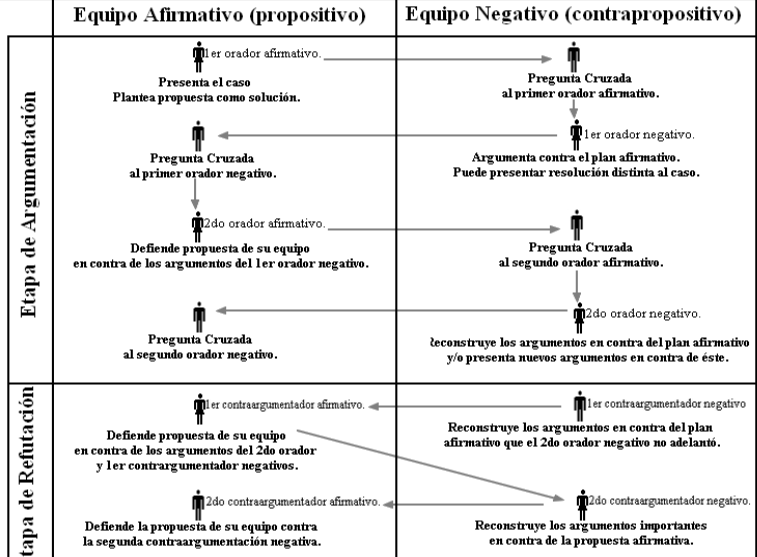 Equipo Afirmativo (propositivo)
Equipo Negativo (contrapropositivo)
Etapa de Argumentación
1er orador afirmativo.
Presenta el caso
Plantea propuesta como solución.
Pregunta Cruzada
al primer orador afirmativo.
1er orador negativo.
Argumenta contra el plan afirmativo.
Puede presentar resolución distinta al caso.
Pregunta Cruzada
al primer orador negativo.
2do orador afirmativo.
Defiende propuesta de su equipo
en contra de los argumentos del 1er orador negativo.
Pregunta Cruzada
al segundo orador afirmativo.
2do orador negativo.
Reconstruye los argumentos en contra del plan afirmativo
y/o presenta nuevos argumentos en contra de éste.
Pregunta Cruzada
al segundo orador negativo.
tapa de Refutación
1er contraargumentador negativo
Reconstruye los argumentos en contra del plan
afirmativo que el 2do orador negativo no adelantó.
1er contraargumentador afirmativo.
Defiende propuesta de su equipo
en contra de los argumentos del 2do orador
y 1er contrargumentador negativos.
2do contraargumentador negativo.
Reconstruye los argumentos importantes
en contra de la propuesta afirmativa.
2do contraargumentador afirmativo.
Defiende la propuesta de su equipo contra
la segunda contraargumentación negativa.